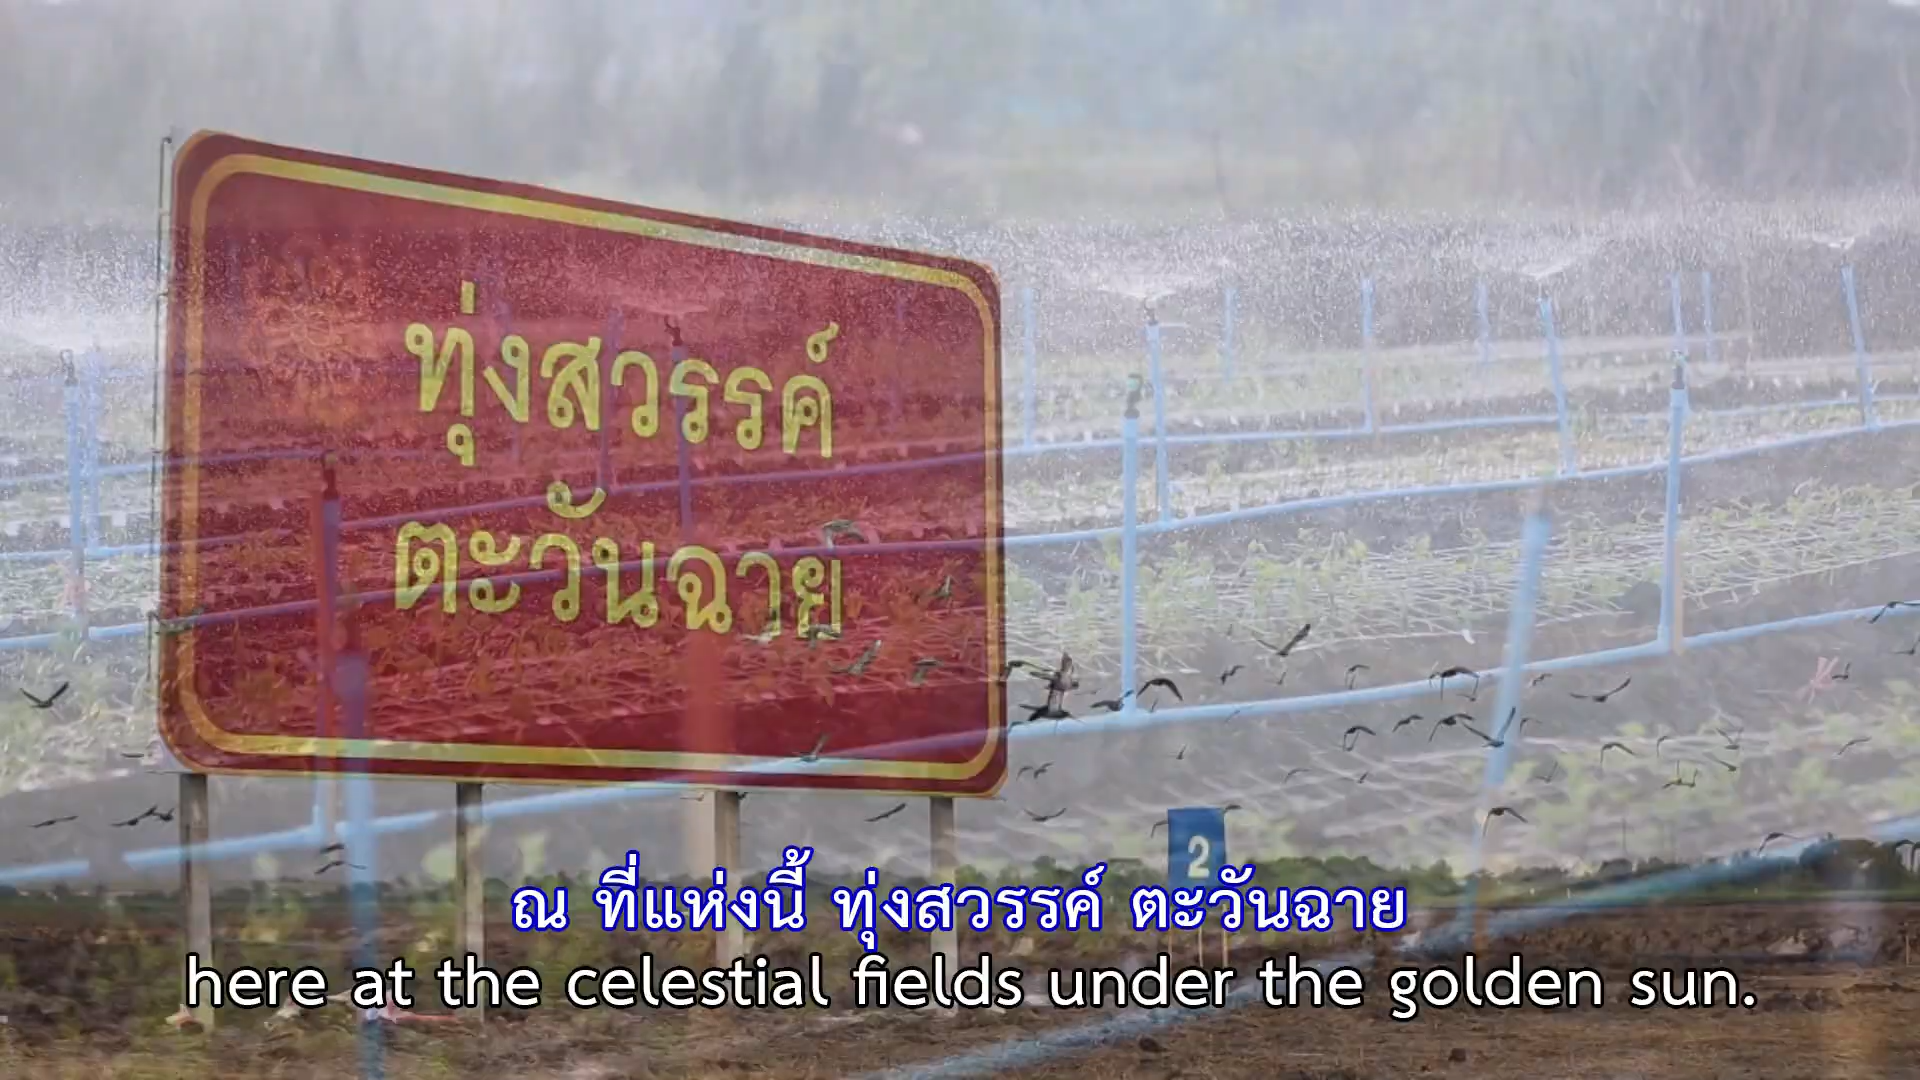 ทุ่งสวรรค์
ตะวันฉาย
2
ณ ที่แห่งนี้ ทุ่งสวรรค์ ตะวันฉาย
here at the celestial fields under the golden sun.